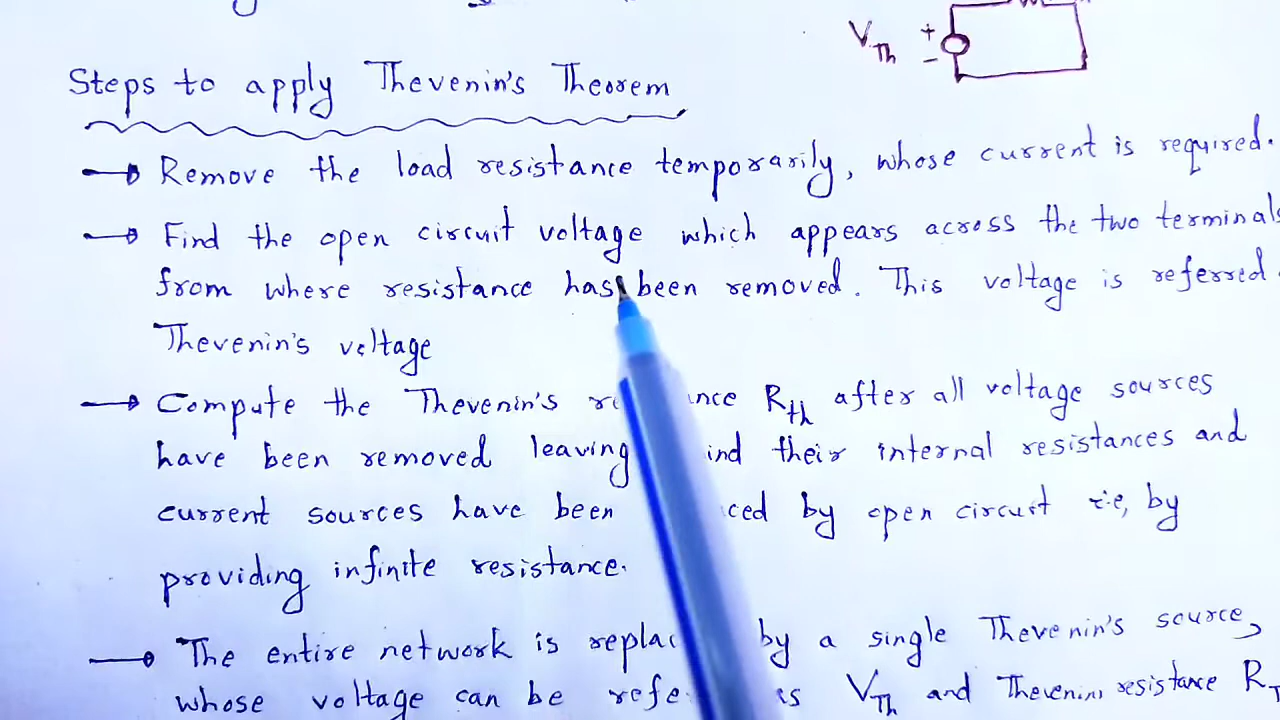 V Th + −
Steps to apply Thevenin's Theorem
Remove the load resistance temporarily, whose current is required.
Find the open circuit voltage which appears across the two terminals
from where resistance has been removed. This voltage is referred
Thevenin's voltage
Compute the Thevenin's R th after all voltage sources
have been removed leaving their internal resistances and
current sources have been by open circuit i.e, by
providing infinite resistance.
The entire network is by a single Thevenin's source,
whose voltage can be V Th and Thevenins resistance R T